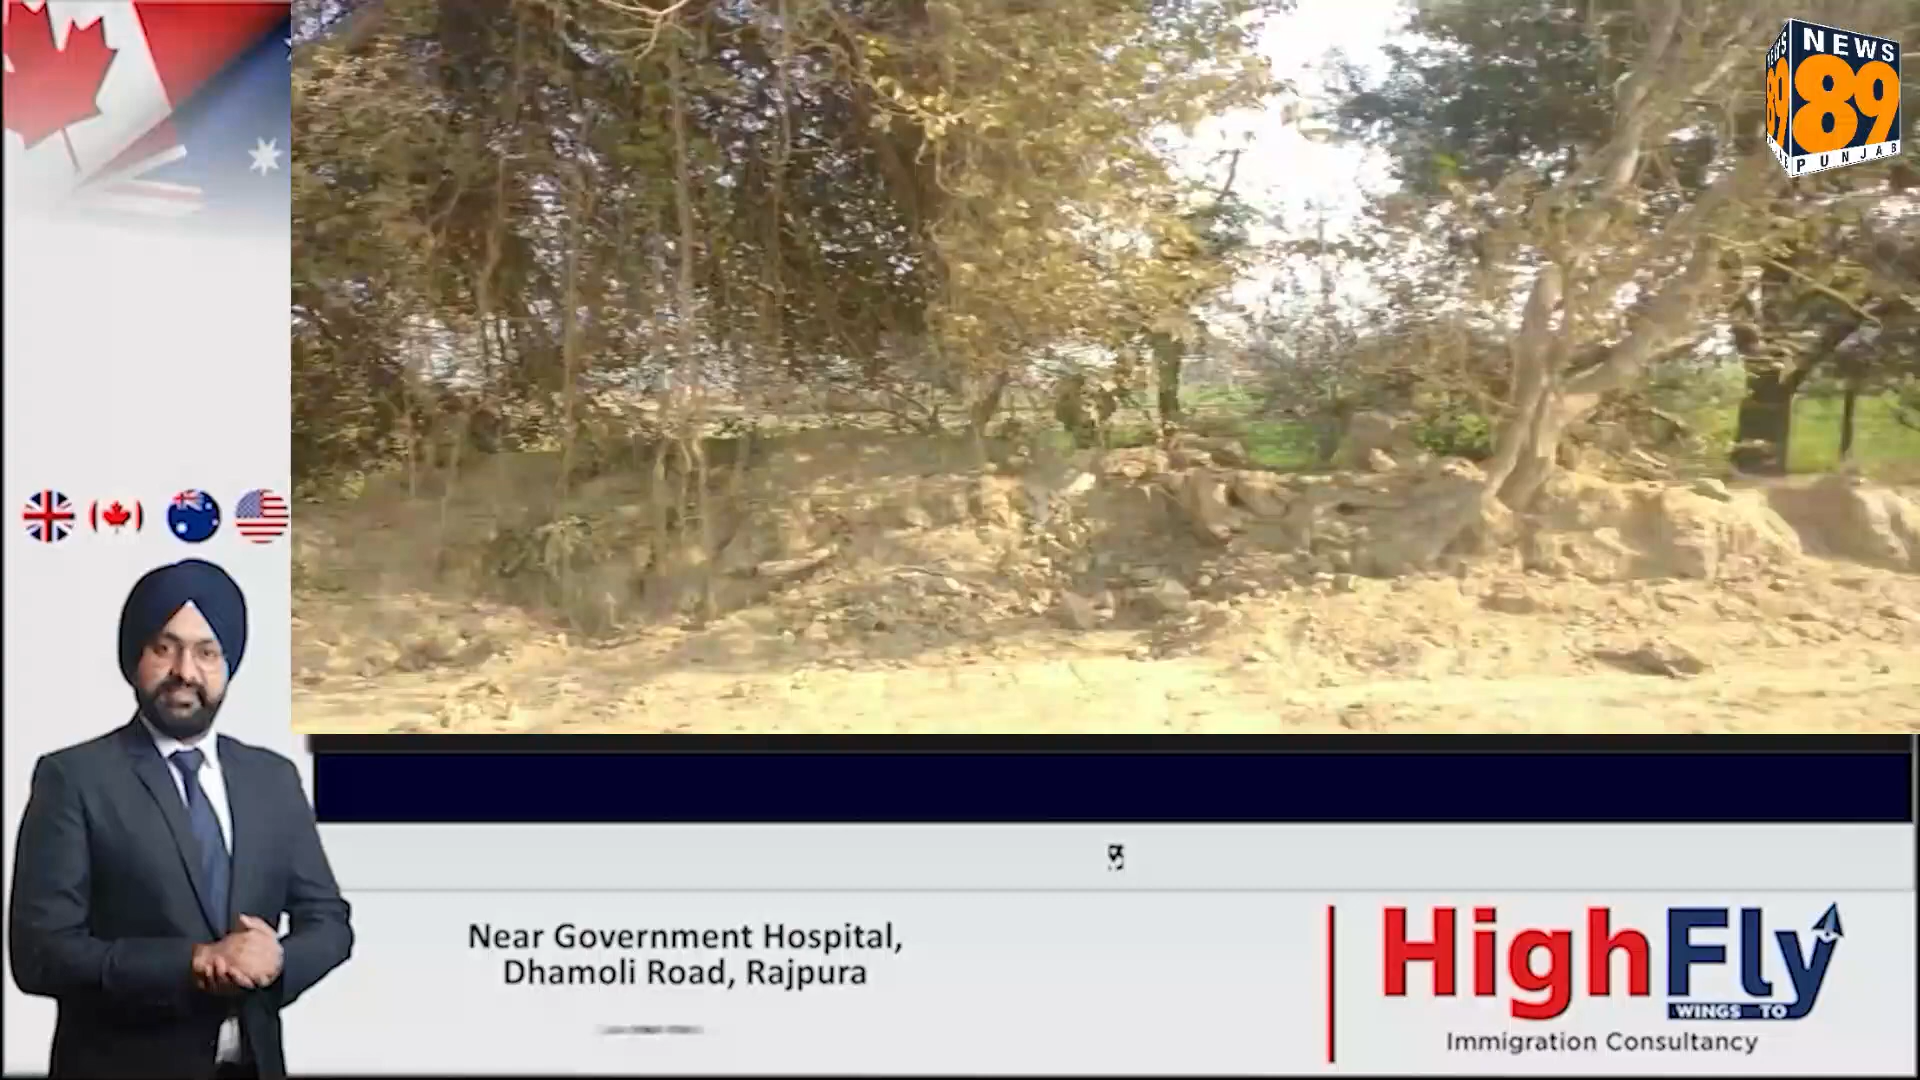 NEWS
89
PUNJAB
Near Government Hospital,
Dhamoli Road, Rajpura
HighFly
WINGS TO
Immigration Consultancy